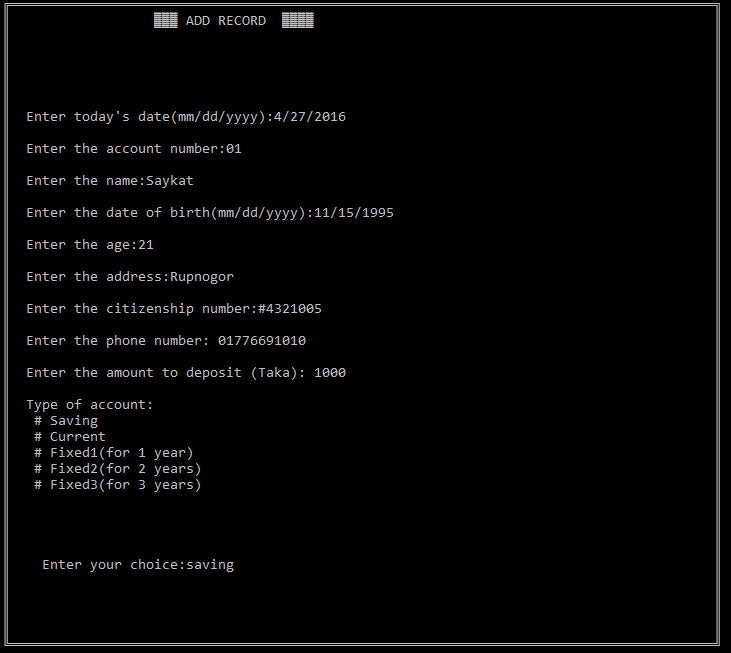 ADD RECORD
Enter today's date(mm/dd/yyyy):4/27/2016
Enter the account number:01
Enter the name:Saykat
Enter the date of birth(mm/dd/yyyy):11/15/1995
Enter the age:21
Enter the address:Rupnogor
Enter the citizenship number:#4321005
Enter the phone number: 01776691010
Enter the amount to deposit (Taka): 1000
Type of account:
# Saving
# Current
# Fixed1(for 1 year)
# Fixed2(for 2 years)
# Fixed3(for 3 years)
Enter your choice:saving